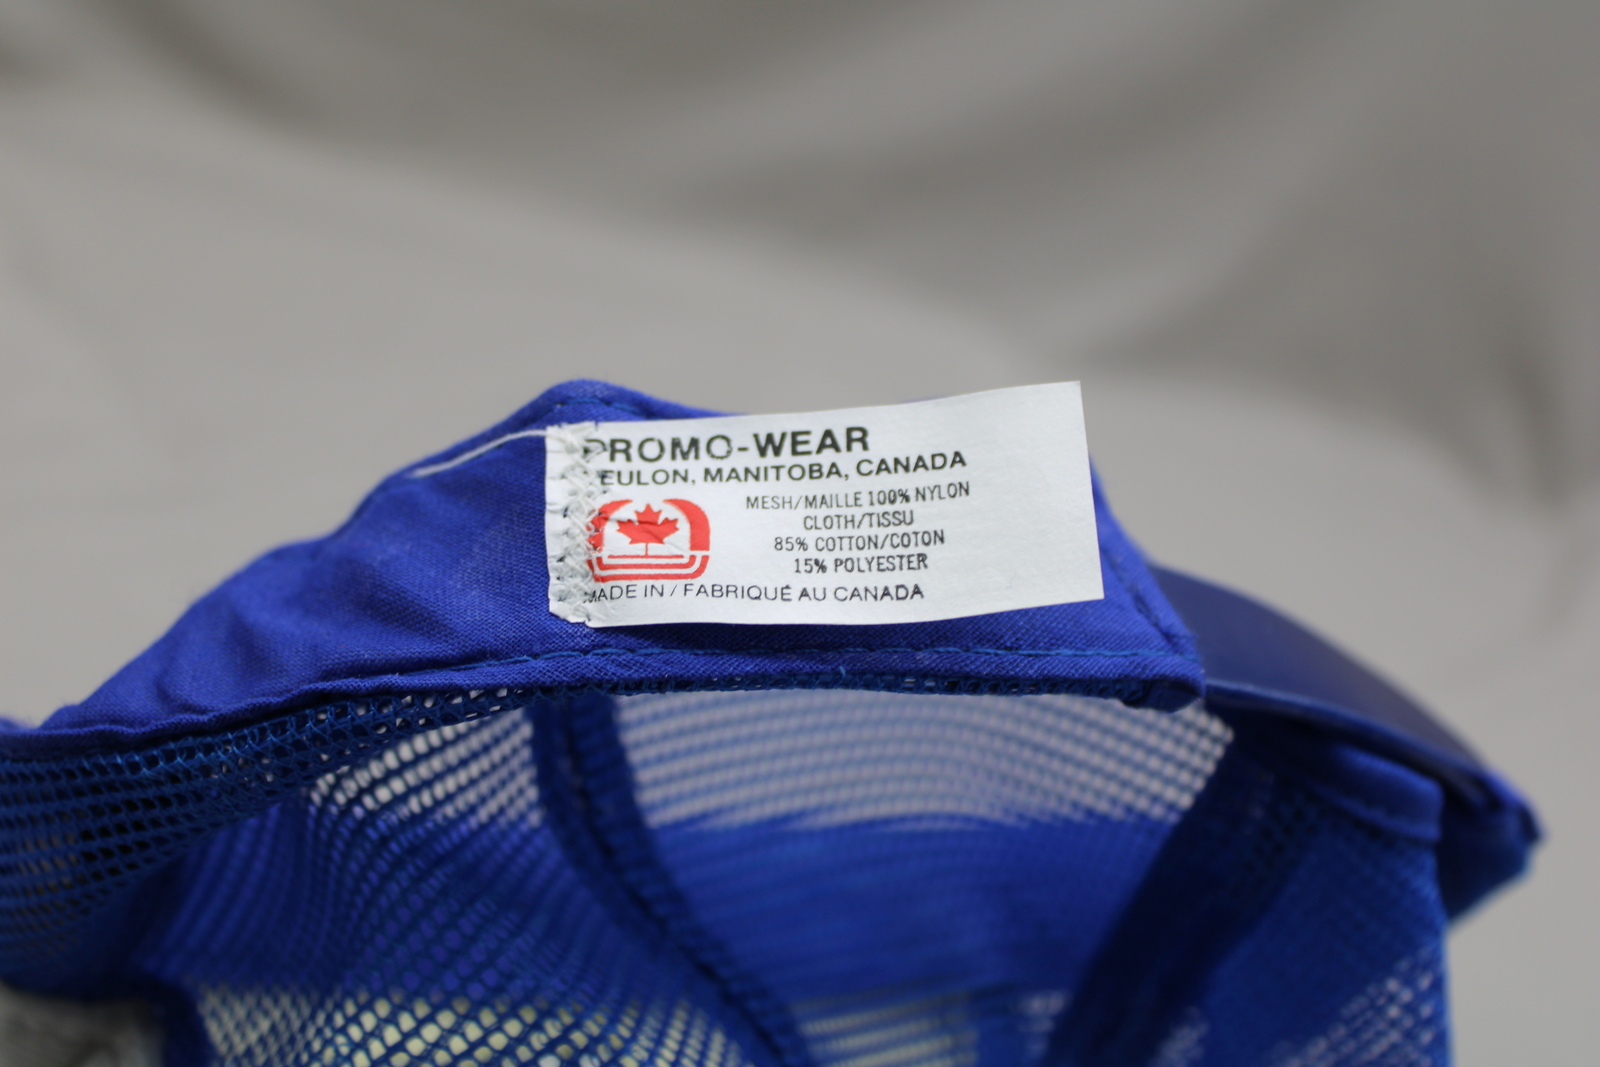 PROMO-WEAR
TEULON, MANITOBA, CANADA
MESH/MAILLE 100% NYLON
CLOTH/TISSU
85% COTTON/COTON
15% POLYESTER
MADE IN / FABRIQUÉ AU CANADA